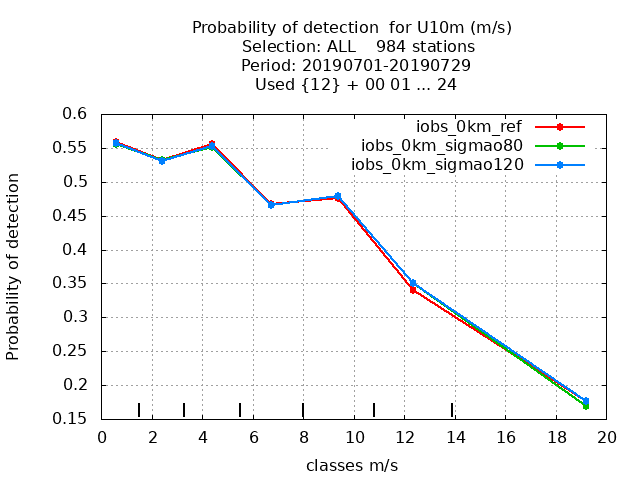 Probability of detection  for U10m (m/s)
Selection: ALL    984 stations
Period: 20190701-20190729
Used {12} + 00 01 ... 24
iobs_0km_ref
iobs_0km_sigmao80
iobs_0km_sigmao120
Probability of detection
0.6
0.55
0.5
0.45
0.4
0.35
0.3
0.25
0.2
0.15
0 2 4 6 8 10 12 14 16 18 20
classes m/s